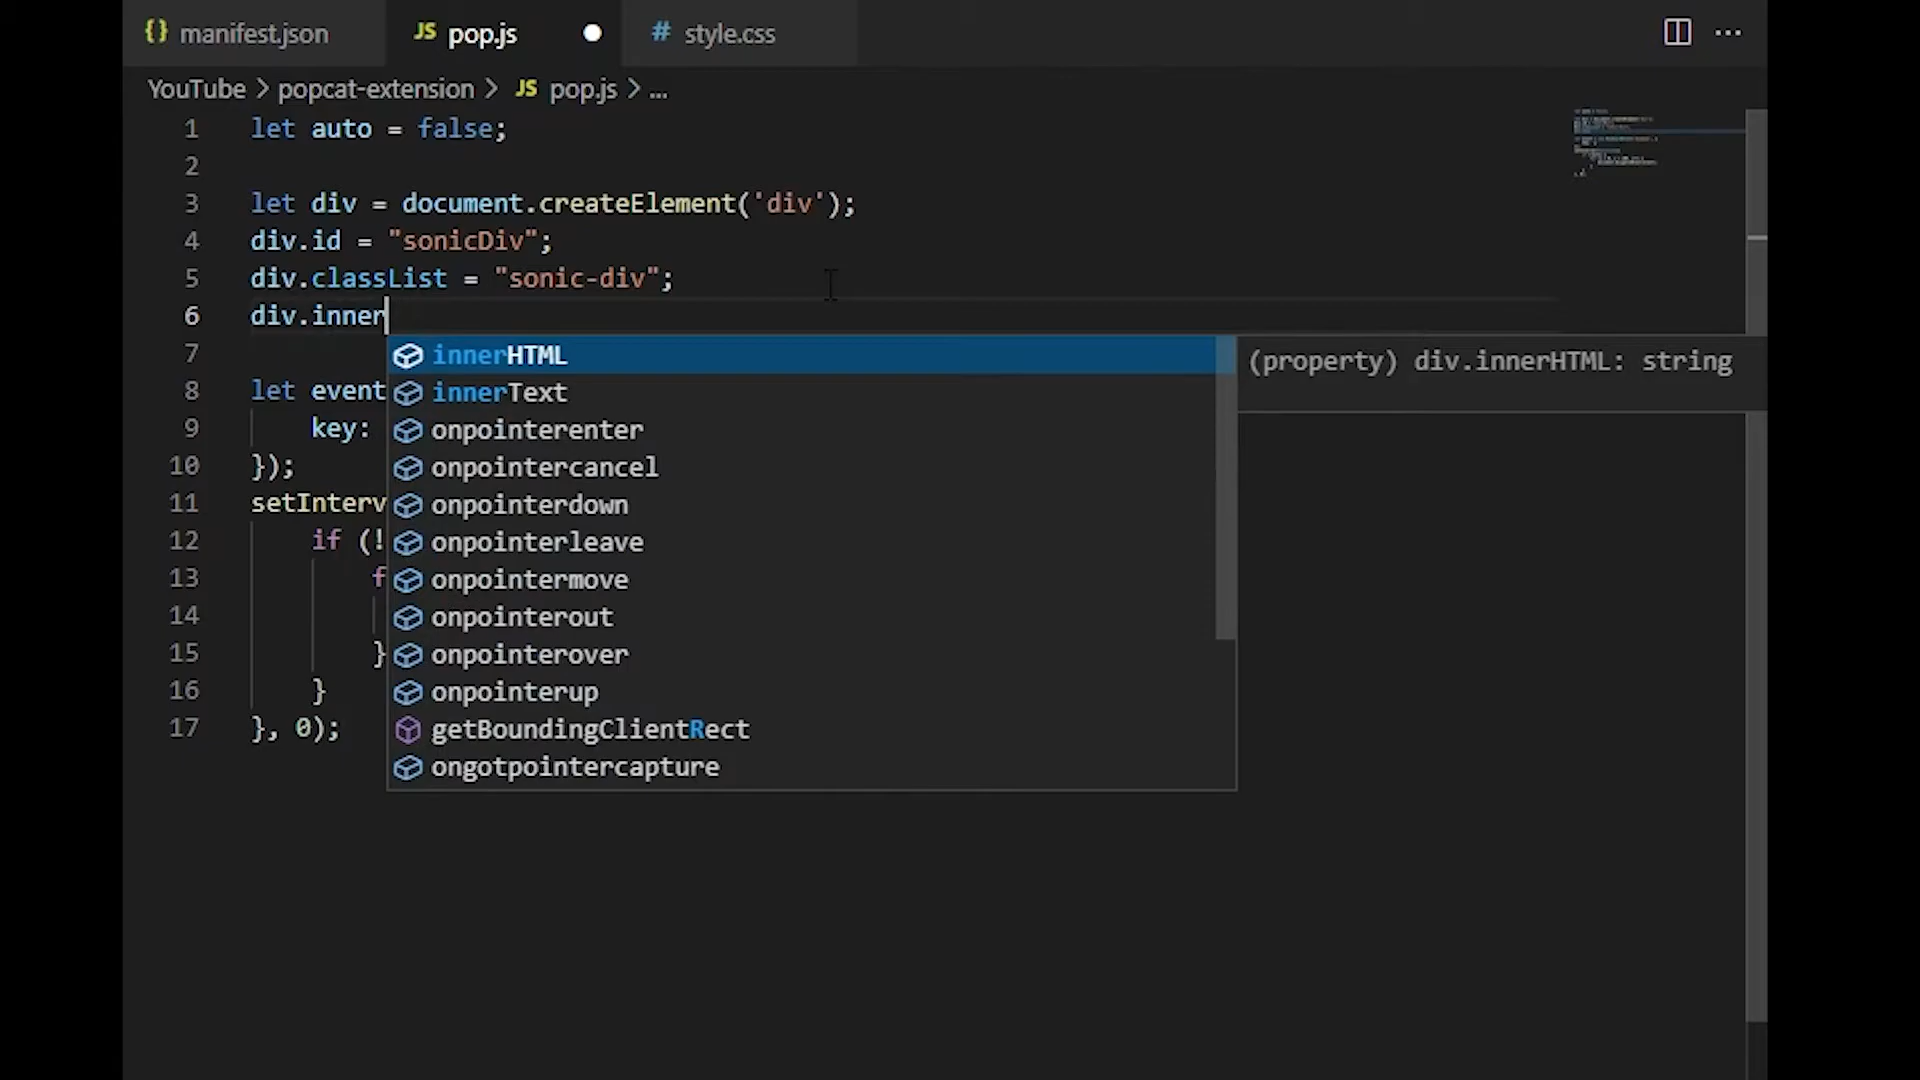 {} manifest.json JS pop.js # style.css
YouTube > popcat-extension > JS pop.js > ...
1 let auto = false;
2
3 let div = document.createElement('div');
4 div.id = "sonicDiv";
5 div.classList = "sonic-div";
6 div.inner
7 innerHTML (property) div.innerHTML: string
innerText
8 let event
onpointerenter
9 key:
onpointercancel
10 });
onpointerdown
11 setInterv
onpointerleave
12 if (!
onpointermove
13 f
onpointerout
14
onpointerover
15 }
onpointerup
16 }
getBoundingClientRect
17 }, 0);
ongotpointercapture